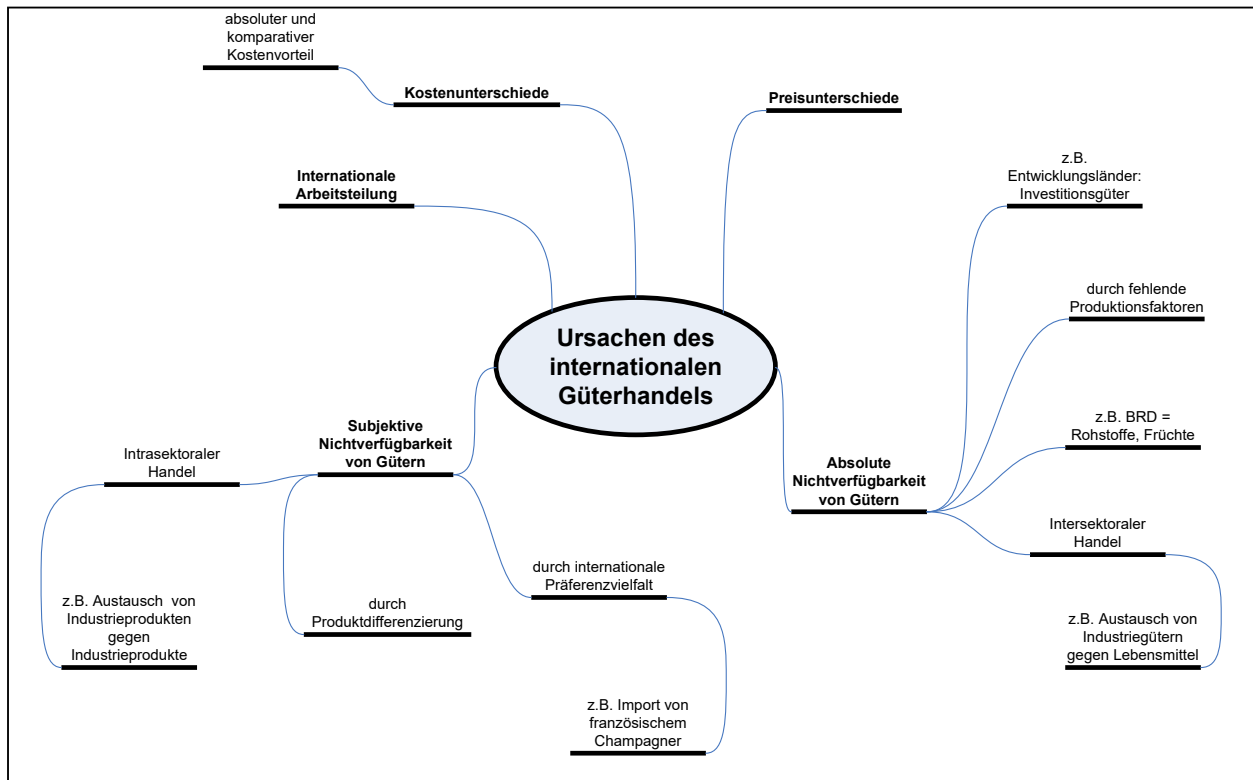 absoluter und
komparativer
Kostenvorteil
Kostenunterschiede
Preisunterschiede
Internationale
Arbeitsteilung
z.B.
Entwicklungsländer:
Investitionsgüter
durch fehlende
Produktionsfaktoren
Ursachen des
internationalen
Güterhandels
z.B. BRD =
Rohstoffe, Früchte
Subjektive
Nichtverfügbarkeit
von Gütern
Intrasektoraler
Handel
Absolute
Nichtverfügbarkeit
von Gütern
Intersektoraler
Handel
durch internationale
Präferenzvielfalt
z.B. Austausch von
Industrieprodukten
gegen
Industrieprodukte
durch
Produktdifferenzierung
z.B. Austausch von
Industriegütern
gegen Lebensmittel
z.B. Import von
französischem
Champagner